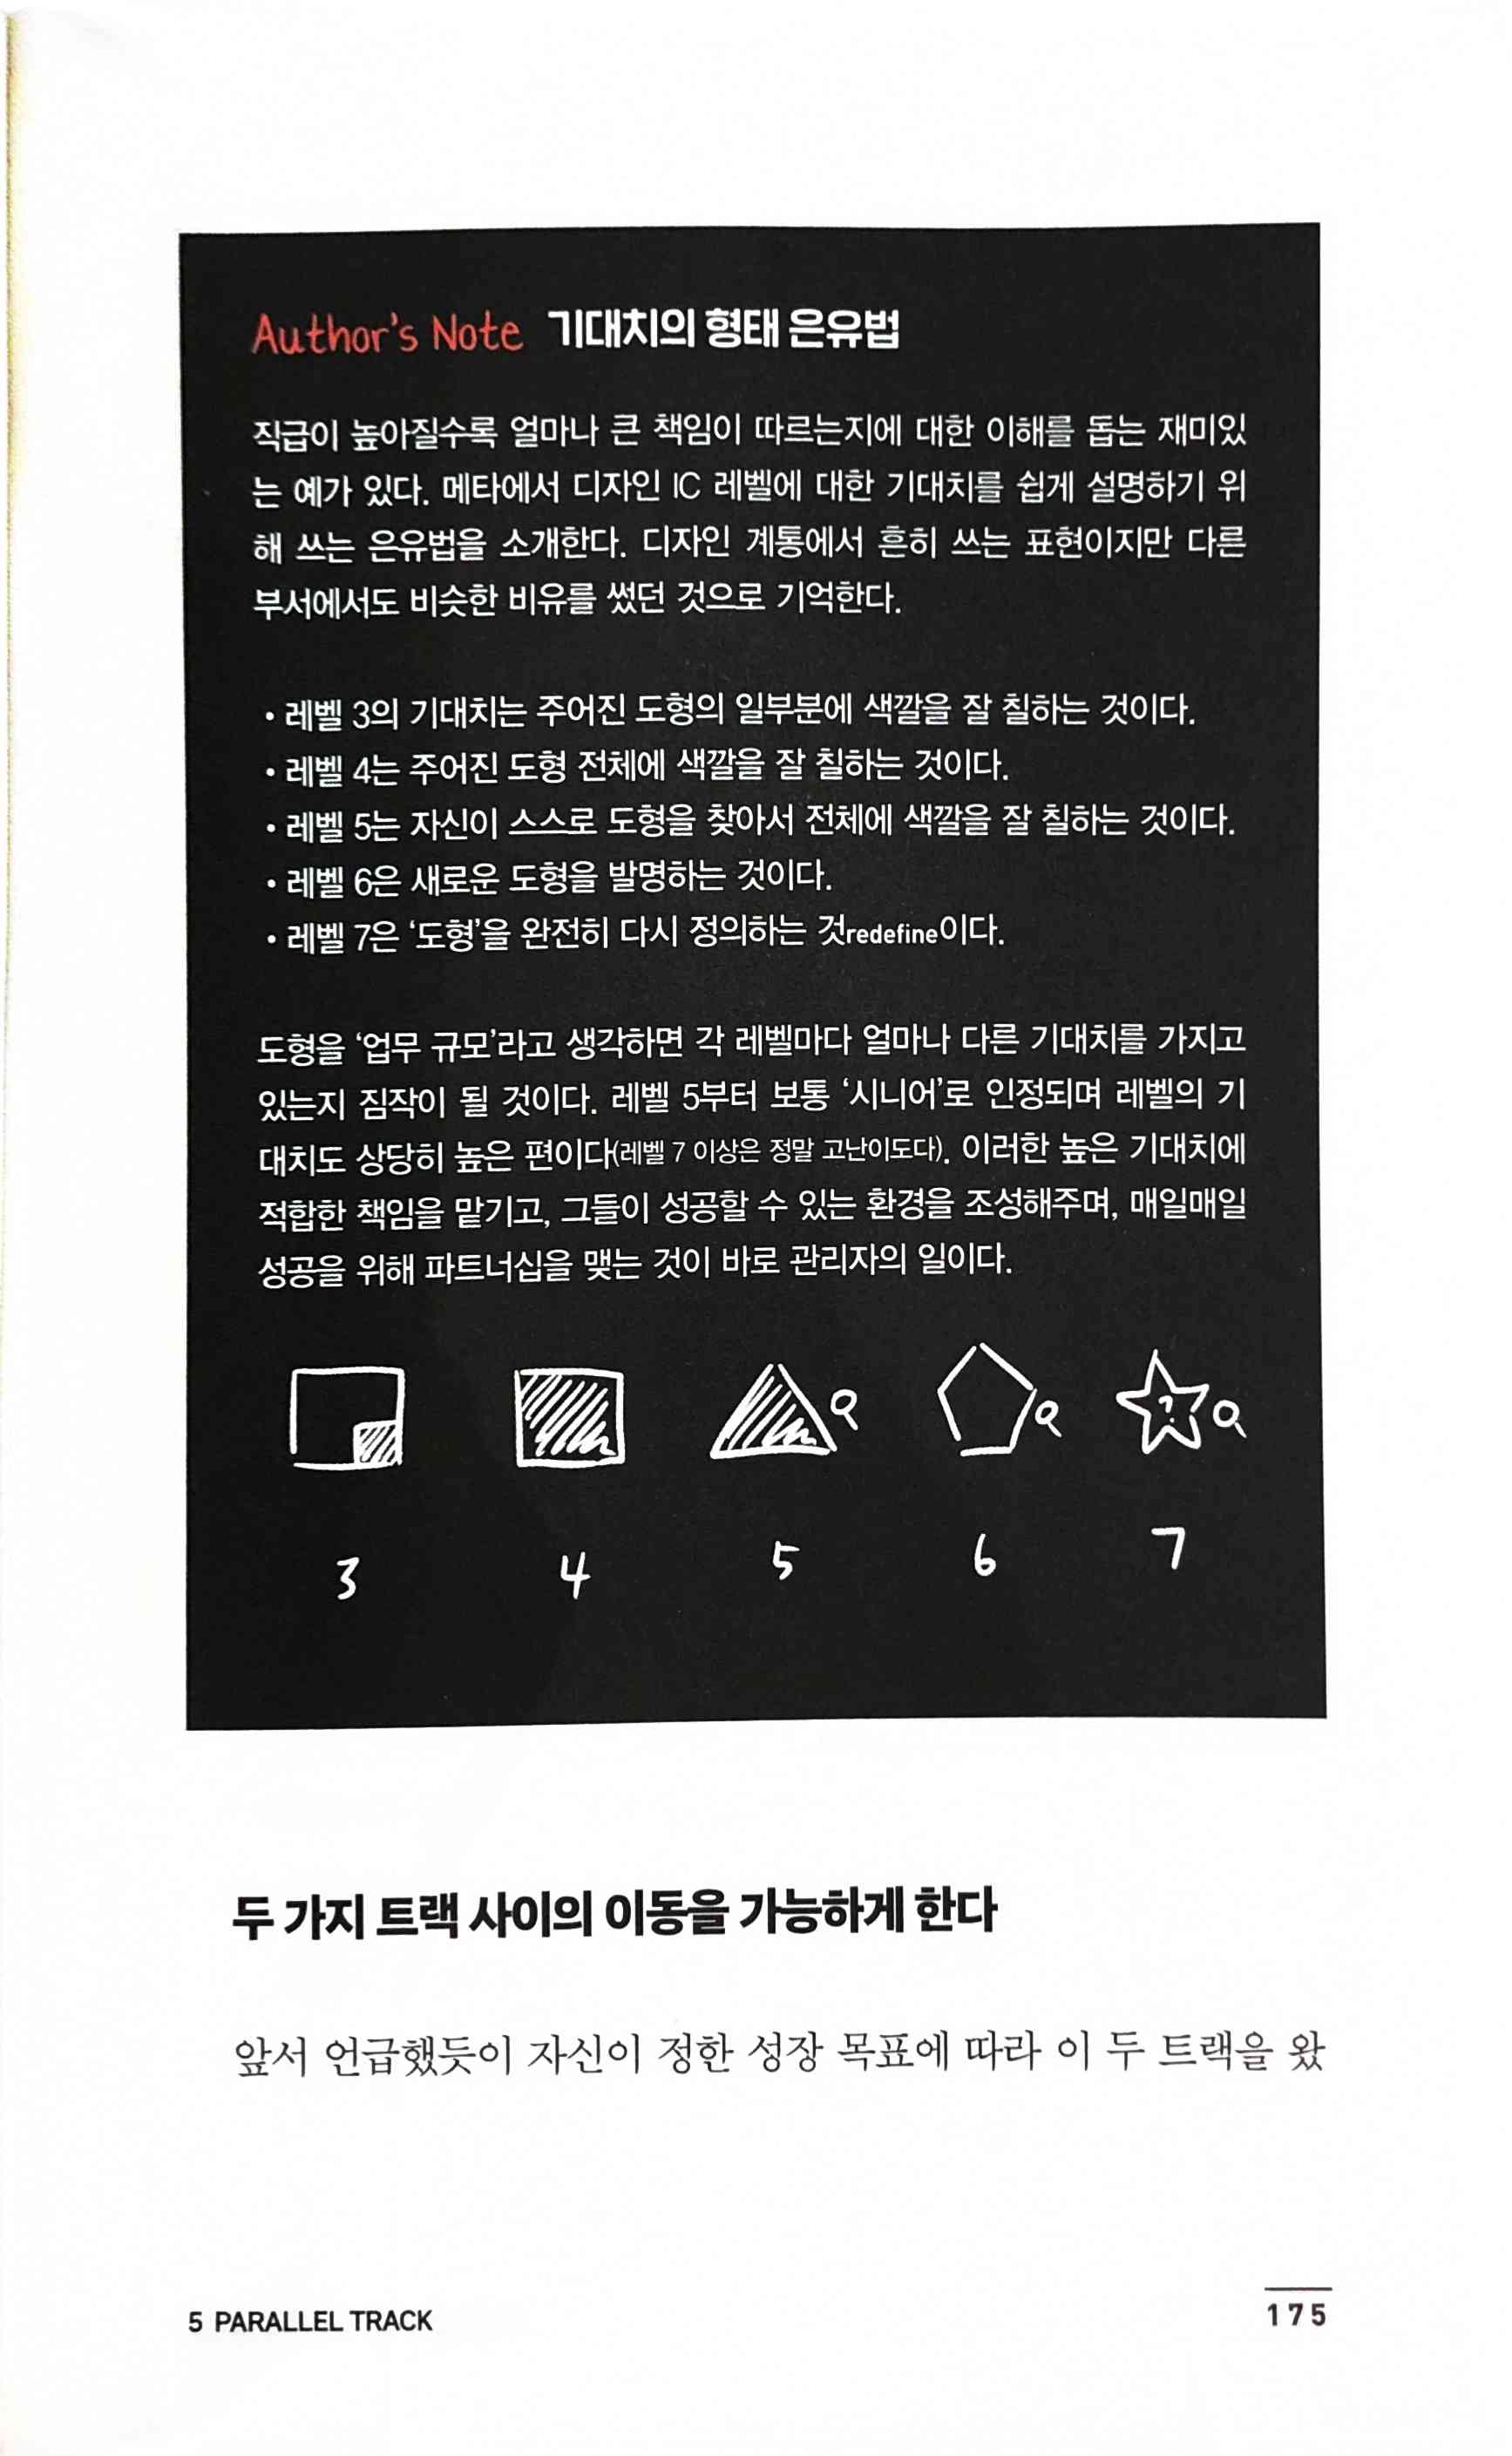 Author's Note 기대치의 형태 은유법
직급이 높아질수록 얼마나 큰 책임이 따르는지에 대한 이해를 돕는 재미있
는 예가 있다. 메타에서 디자인 IC 레벨에 대한 기대치를 쉽게 설명하기 위
해 쓰는 은유법을 소개한다. 디자인 계통에서 흔히 쓰는 표현이지만 다른
부서에서도 비슷한 비유를 썼던 것으로 기억한다.
• 레벨 3의 기대치는 주어진 도형의 일부분에 색깔을 잘 칠하는 것이다.
• 레벨 4는 주어진 도형 전체에 색깔을 잘 칠하는 것이다.
• 레벨 5는 자신이 스스로 도형을 찾아서 전체에 색깔을 잘 칠하는 것이다.
• 레벨 6은 새로운 도형을 발명하는 것이다.
• 레벨 7은 ‘도형’을 완전히 다시 정의하는 것redefine이다.
도형을 ‘업무 규모’라고 생각하면 각 레벨마다 얼마나 다른 기대치를 가지고
있는지 짐작이 될 것이다. 레벨 5부터 보통 ‘시니어’로 인정되며 레벨의 기
대치도 상당히 높은 편이다(레벨 7 이상은 정말 고난이도다). 이러한 높은 기대치에
적합한 책임을 맡기고, 그들이 성공할 수 있는 환경을 조성해주며, 매일매일
성공을 위해 파트너십을 맺는 것이 바로 관리자의 일이다.
?
3 4 5 6 7
두 가지 트랙 사이의 이동을 가능하게 한다
앞서 언급했듯이 자신이 정한 성장 목표에 따라 이 두 트랙을 왔
5 PARALLEL TRACK
175